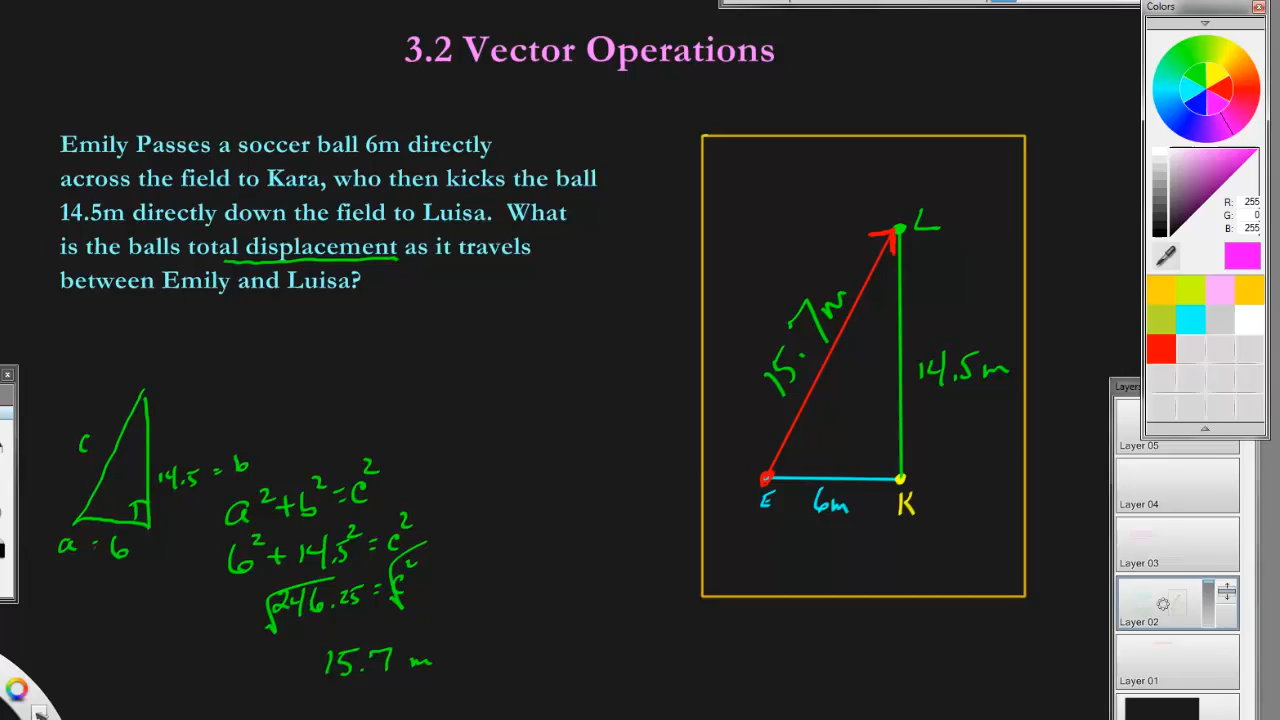 Colors
3.2 Vector Operations
Emily Passes a soccer ball 6m directly
across the field to Kara, who then kicks the ball
14.5m directly down the field to Luisa. What
is the balls total displacement as it travels
between Emily and Luisa?
R: 255
G: 0
B: 255
L
15.7m
14.5m
E
6m
K
c
14.5 = b
a = 6
a² + b² = c²
6² + 14.5² = c²
√246.25 = √c²
15.7 m
Layers
Layer 05
Layer 04
Layer 03
Layer 02
Layer 01